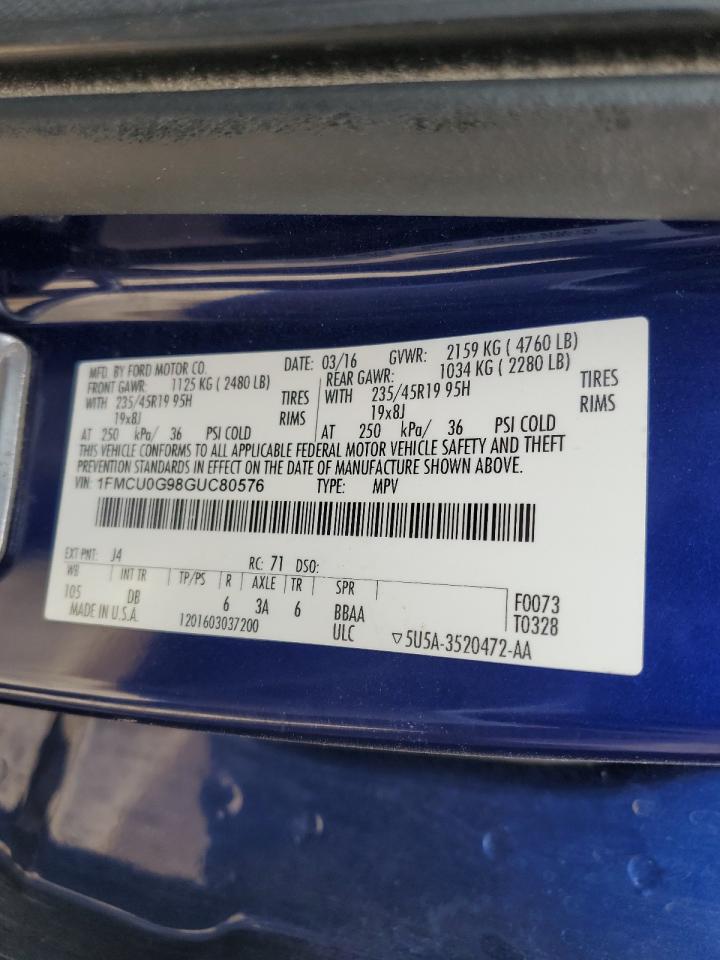 MFD. BY FORD MOTOR CO. DATE: 03/16 GVWR: 2159 KG ( 4760 LB)
FRONT GAWR: 1125 KG ( 2480 LB) REAR GAWR: 1034 KG ( 2280 LB)
WITH 235/45R19 95H TIRES WITH 235/45R19 95H TIRES
19x8J RIMS 19x8J RIMS
AT 250 kPa/ 36 PSI COLD AT 250 kPa/ 36 PSI COLD
THIS VEHICLE CONFORMS TO ALL APPLICABLE FEDERAL MOTOR VEHICLE SAFETY AND THEFT
PREVENTION STANDARDS IN EFFECT ON THE DATE OF MANUFACTURE SHOWN ABOVE.
VIN: 1FMCU0G98GUC80576 TYPE: MPV
EXT PNT: J4 RC: 71 DSO:
WB INT TR TP/PS R AXLE TR SPR
105 DB 6 3A 6 BBAA F0073
MADE IN U.S.A. 1201603037200 ULC ▽5U5A-3520472-AA T0328